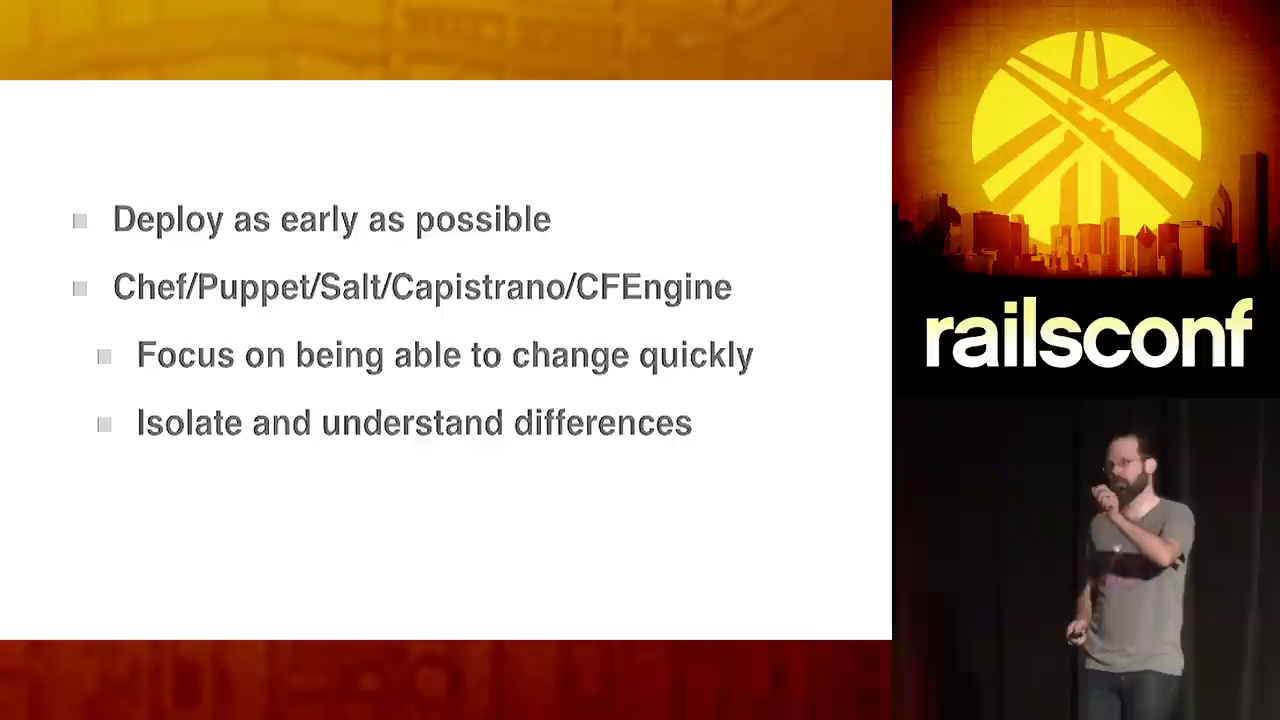 Deploy as early as possible
Chef/Puppet/Salt/Capistrano/CFEngine
Focus on being able to change quickly
Isolate and understand differences
railsconf